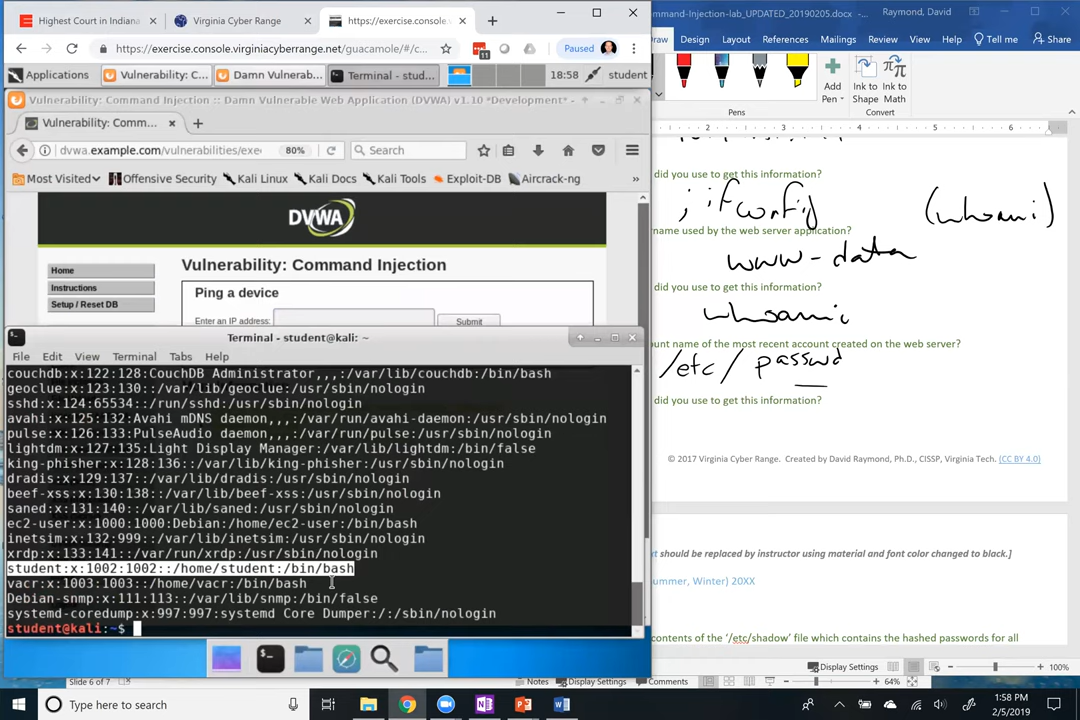 Highest Court in Indiana
Virginia Cyber Range
https://exercise.console.v
https://exercise.console.virginiacyberrange.net/guacamole/#/c...
11
Paused
Applications
Vulnerability: C...
Damn Vulnerab...
Terminal - stud...
18:58
student
Vulnerability: Command Injection :: Damn Vulnerable Web Application (DVWA) v1.10 *Development*
Vulnerability: Comm...
dvwa.example.com/vulnerabilities/exe
80%
Search
Most Visited
Offensive Security
Kali Linux
Kali Docs
Kali Tools
Exploit-DB
Aircrack-ng
»
DVWA
Home
Instructions
Setup / Reset DB
Vulnerability: Command Injection
Ping a device
Enter an IP address:
Submit
Terminal - student@kali: ~
File Edit View Terminal Tabs Help
couchdb:x:122:128:CouchDB Administrator,,,:/var/lib/couchdb:/bin/bash
geoclue:x:123:130::/var/lib/geoclue:/usr/sbin/nologin
sshd:x:124:65534::/run/sshd:/usr/sbin/nologin
avahi:x:125:132:Avahi mDNS daemon,,,:/var/run/avahi-daemon:/usr/sbin/nologin
pulse:x:126:133:PulseAudio daemon,,,:/var/run/pulse:/usr/sbin/nologin
lightdm:x:127:135:Light Display Manager:/var/lib/lightdm:/bin/false
king-phisher:x:128:136::/var/lib/king-phisher:/usr/sbin/nologin
dradis:x:129:137::/var/lib/dradis:/usr/sbin/nologin
beef-xss:x:130:138::/var/lib/beef-xss:/usr/sbin/nologin
saned:x:131:140::/var/lib/saned:/usr/sbin/nologin
ec2-user:x:1000:1000:Debian:/home/ec2-user:/bin/bash
inetsim:x:132:999::/var/lib/inetsim:/usr/sbin/nologin
xrdp:x:133:141::/var/run/xrdp:/usr/sbin/nologin
student:x:1002:1002::/home/student:/bin/bash
vacr:x:1003:1003::/home/vacr:/bin/bash
Debian-snmp:x:111:113::/var/lib/snmp:/bin/false
systemd-coredump:x:997:997:systemd Core Dumper:/:/sbin/nologin
student@kali:~$
ommand-Injection-lab_UPDATED_20190205.docx
Raymond, David
Draw Design Layout References Mailings Review View Help Tell me Share
Add Pen
Ink to Shape
Ink to Math
Pens
Convert
2 3 4 5 6
did you use to get this information?
; ifconfig (whoami)
name used by the web server application?
www-data
did you use to get this information?
whoami
ount name of the most recent account created on the web server?
/etc/passwd
did you use to get this information?
© 2017 Virginia Cyber Range. Created by David Raymond, Ph.D., CISSP, Virginia Tech. (CC BY 4.0)
t should be replaced by instructor using material and font color changed to black.]
Summer, Winter) 20XX
contents of the '/etc/shadow' file which contains the hashed passwords for all
Display Settings
100%
Slide 6 of 7
Notes
Display Settings
Comments
64%
Type here to search
1:58 PM
2/5/2019